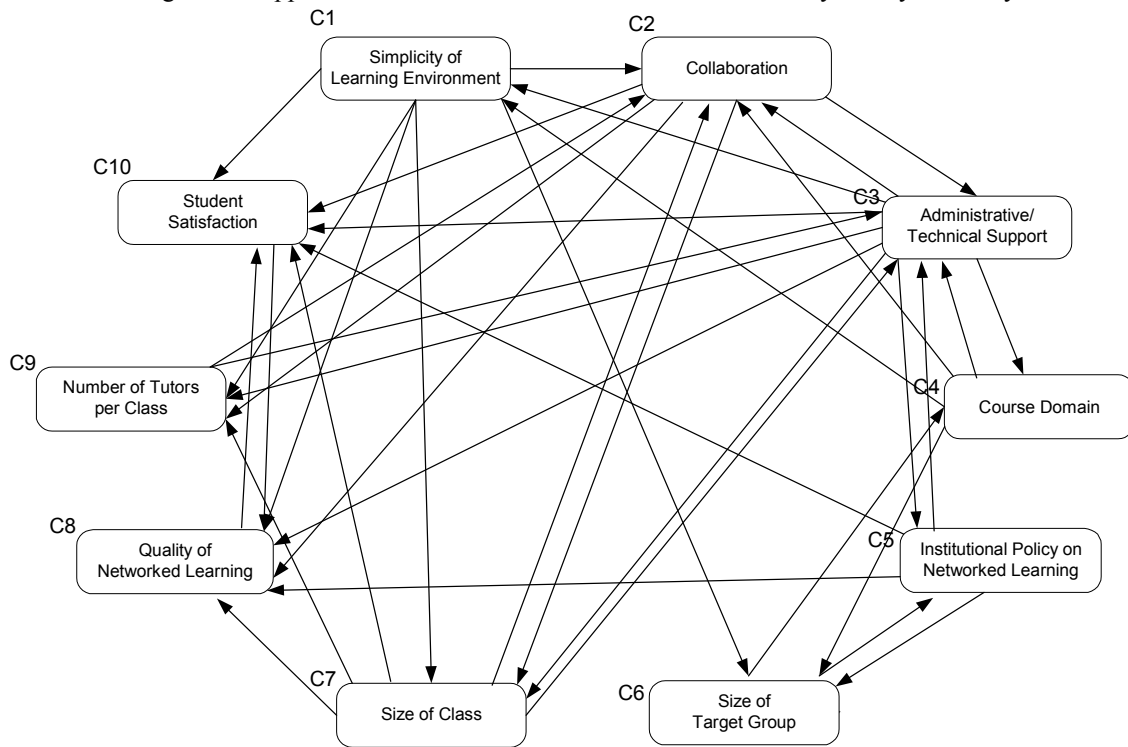 C1
Simplicity of
Learning Environment
C2
Collaboration
C10
Student
Satisfaction
C3
Administrative/
Technical Support
C9
Number of Tutors
per Class
C4
Course Domain
C8
Quality of
Networked Learning
C5
Institutional Policy on
Networked Learning
C7
Size of Class
C6
Size of
Target Group